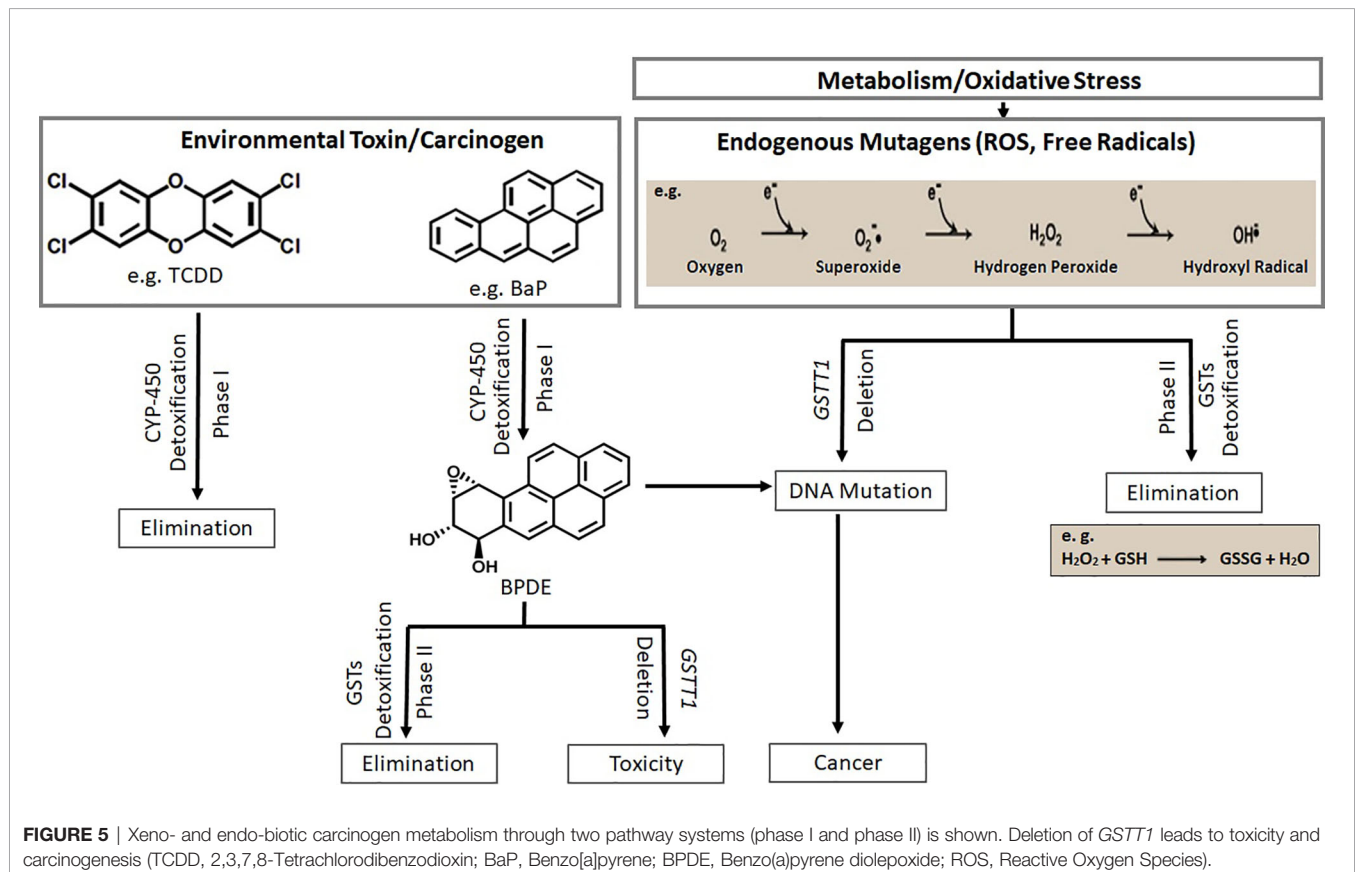 Metabolism/Oxidative Stress
Environmental Toxin/Carcinogen
Cl
Cl
Cl
Cl
O
O
e.g. TCDD
e.g. BaP
Endogenous Mutagens (ROS, Free Radicals)
e.g.
e⁻
e⁻
e⁻
O₂
O₂⁻•
H₂O₂
OH•
Oxygen
Superoxide
Hydrogen Peroxide
Hydroxyl Radical
CYP-450
Detoxification
Phase I
CYP-450
Detoxification
Phase I
GSTT1
Deletion
Phase II
GSTs
Detoxification
Elimination
O
HO
OH
BPDE
DNA Mutation
Elimination
e. g.
H₂O₂ + GSH ⟶ GSSG + H₂O
GSTs
Detoxification
Phase II
Deletion
GSTT1
Elimination
Toxicity
Cancer
FIGURE 5 | Xeno- and endo-biotic carcinogen metabolism through two pathway systems (phase I and phase II) is shown. Deletion of GSTT1 leads to toxicity and
carcinogenesis (TCDD, 2,3,7,8-Tetrachlorodibenzodioxin; BaP, Benzo[a]pyrene; BPDE, Benzo(a)pyrene diolepoxide; ROS, Reactive Oxygen Species).